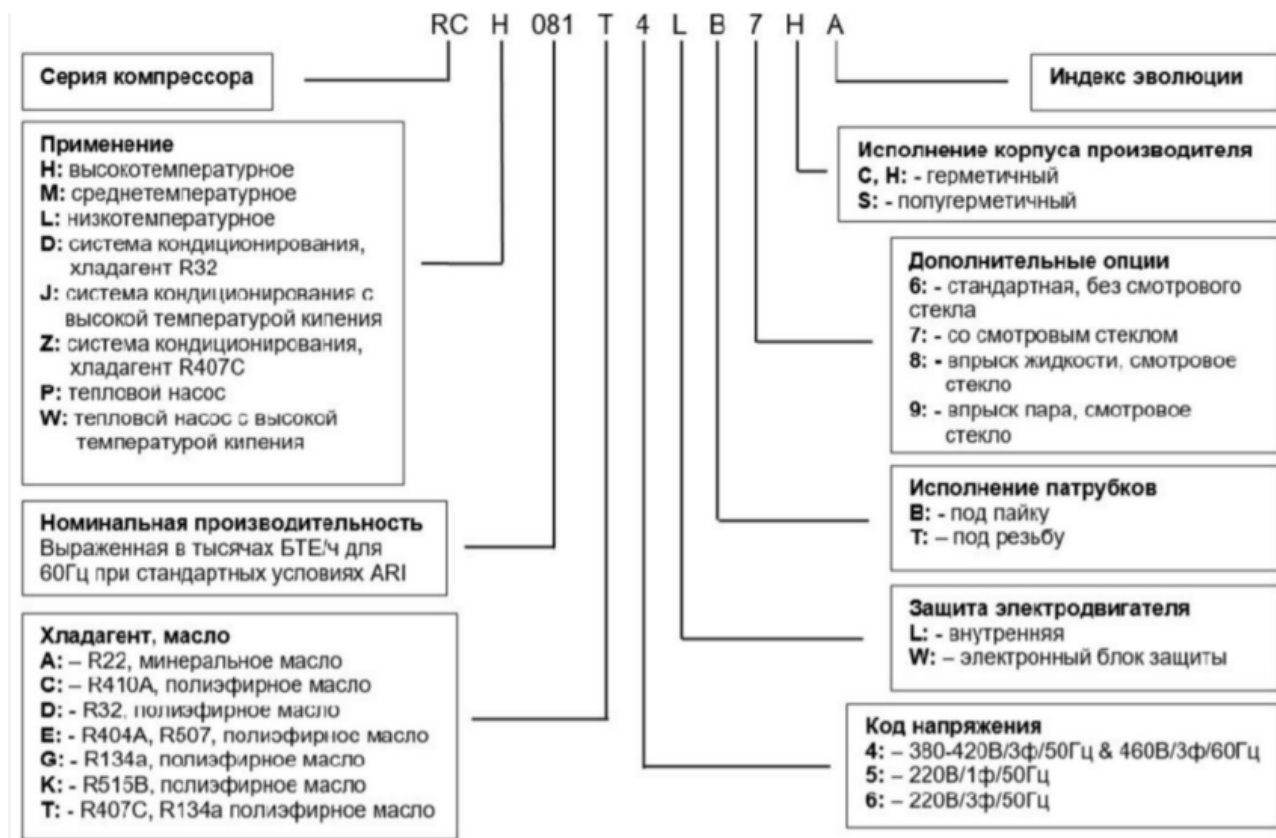 RC H 081 T 4 L B 7 H A
Серия компрессора
Применение
H: высокотемпературное
M: среднетемпературное
L: низкотемпературное
D: система кондиционирования,
хладагент R32
J: система кондиционирования с
высокой температурой кипения
Z: система кондиционирования,
хладагент R407C
P: тепловой насос
W: тепловой насос с высокой
температурой кипения
Номинальная производительность
Выраженная в тысячах БТЕ/ч для
60Гц при стандартных условиях ARI
Хладагент, масло
A: – R22, минеральное масло
C: – R410A, полиэфирное масло
D: - R32, полиэфирное масло
E: - R404A, R507, полиэфирное масло
G: - R134a, полиэфирное масло
K: - R515B, полиэфирное масло
T: - R407C, R134a полиэфирное масло
Индекс эволюции
Исполнение корпуса производителя
C, H: - герметичный
S: - полугерметичный
Дополнительные опции
6: - стандартная, без смотрового
стекла
7: - со смотровым стеклом
8: - впрыск жидкости, смотровое
стекло
9: - впрыск пара, смотровое
стекло
Исполнение патрубков
B: - под пайку
T: – под резьбу
Защита электродвигателя
L: - внутренняя
W: – электронный блок защиты
Код напряжения
4: – 380-420В/3ф/50Гц & 460В/3ф/60Гц
5: – 220В/1ф/50Гц
6: – 220В/3ф/50Гц